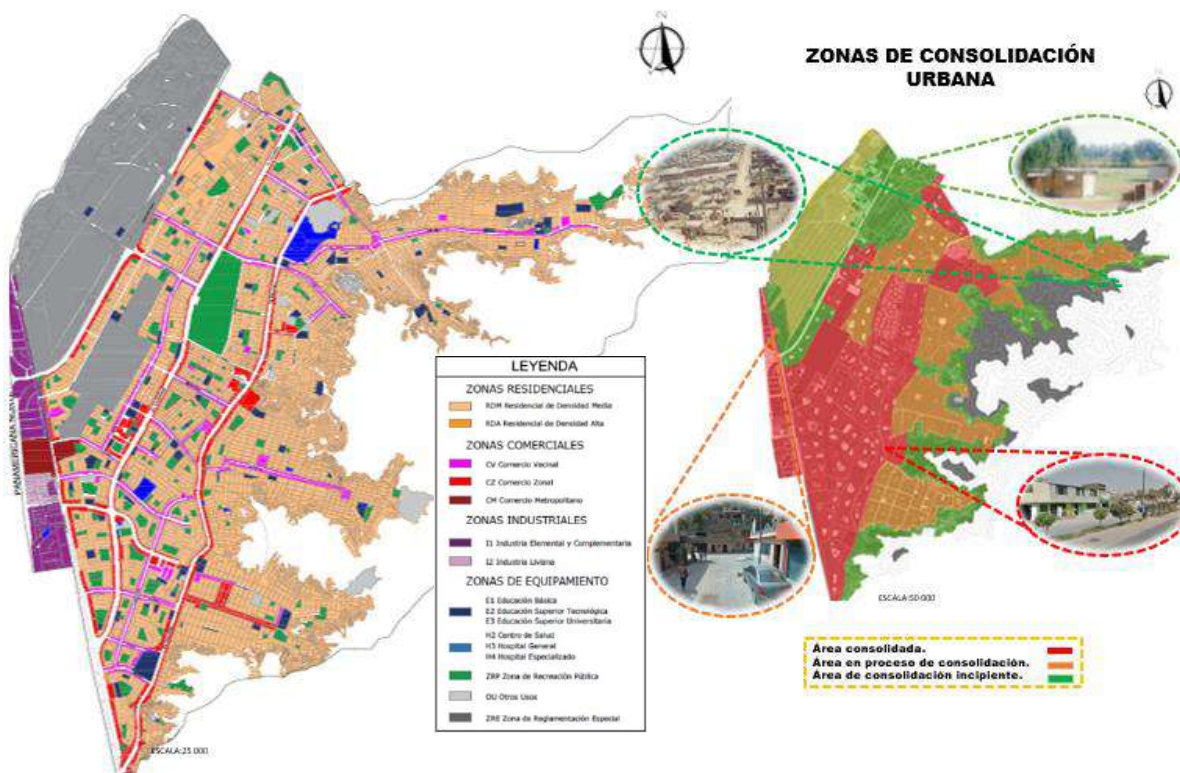 ZONAS DE CONSOLIDACIÓN
URBANA
LEYENDA
ZONAS RESIDENCIALES
RDM Residencial de Densidad Media
RDA Residencial de Densidad Alta
ZONAS COMERCIALES
CV Comercio Vecinal
CZ Comercio Zonal
CM Comercio Metropolitano
ZONAS INDUSTRIALES
I1 Industria Elemental y Complementaria
I2 Industria Liviana
ZONAS DE EQUIPAMIENTO
E1 Educación Básica
E2 Educación Superior Tecnológica
E3 Educación Superior Universitaria
H2 Centro de Salud
H3 Hospital General
H4 Hospital Especializado
ZRP Zona de Recreación Pública
OU Otros Usos
ZRE Zona de Reglamentación Especial
ESCALA:25 000
ESCALA:50 000
Área consolidada.
Área en proceso de consolidación.
Área de consolidación incipiente.